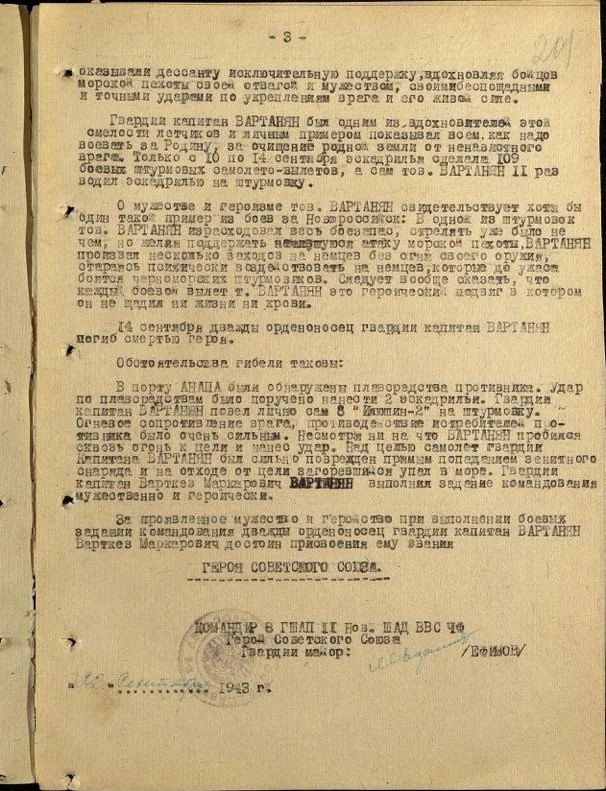 - 3 -
201
оказывали дессанту исключительную поддержку,вдохновляя бойцов
морской пехоты своей отвагой и мужеством, своимибеспощадными
и точными ударами по укреплениям врага и его живой силе.
Гвардии капитан ВАРТАНЯН был одним из вдохновителей этой
смелости летчиков и личным примером показывал всем как надо
воевать за Родину, за очищение родной земли от ненавистного
врага. Только с 10 по 14 сентября эскадрилья сделала 109
боевых штурмовых самолето-вылетов, а сам тов. ВАРТАНЯН II раз
водил эскадрилью на штурмовку.
О мужестве и героизме тов. ВАРТАНЯН свидетельствует хотя бы
один такой пример из боев за Новороссийск: В одной из штурмовок
тов. ВАРТАНЯН израсходовал весь боезапас, стрелять уже было не
чем, но желая поддержать атаку морской пехоты,ВАРТАНЯН
произвел несколько заходов на немцев без огня своего оружия,
стараясь психически воздействовать на немцев,которые до ужаса
боятся черноморских штурмовиков. Следует вообще сказать, что
каждый боевой вылет т. ВАРТАНЯН это героический подвиг в котором
он не щадил ни жизни ни крови.
14 сентября дважды орденоносец гвардии капитан ВАРТАНЯН
погиб смертью героя.
Обстоятельства гибели таковы:
В порту АНАПА были обнаружены плавсредства противника. Удар
по плавсредствам было поручено нанести 2 эскадрильи. Гвардии
капитан ВАРТАНЯН повел лично сам 8 "Илюшин-2" на штурмовку.
Огневое сопротивление врага, противодействие истребителей про-
тивника было очень сильным. Несмотря ни на что ВАРТАНЯН пробился
сквозь огонь к цели и нанес удар. Над целью самолет гвардии
капитана ВАРТАНЯН был сильно поврежден прямым попаданием зенитного
снаряда и на отходе от цели загоревшийся упал в море. Гвардии
капитан Варткез Маркарович ВАРТАНЯН выполнил задание командования
мужественно и героически.
За проявленное мужество и геройство при выполнении боевых
заданий командования дважды орденоносец гвардии капитан ВАРТАНЯН
Варткез Маркарович достоин присвоения ему звания
ГЕРОЯ СОВЕТСКОГО СОЮЗА.
КОМАНДИР 8 ГШАП II Нов. ШАД ВВС ЧФ
Герой Советского Союза
Гвардии майор: /ЕФИМОВ/
"22" Сентября 1943 г.